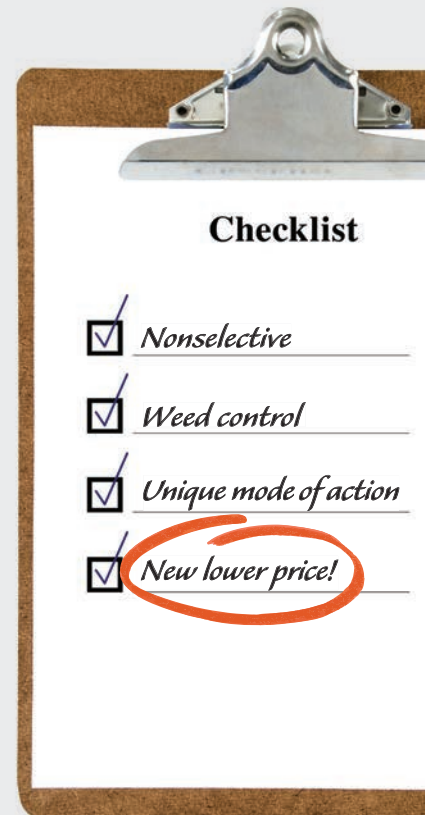 Checklist
Nonselective
Weed control
Unique mode of action
New lower price!